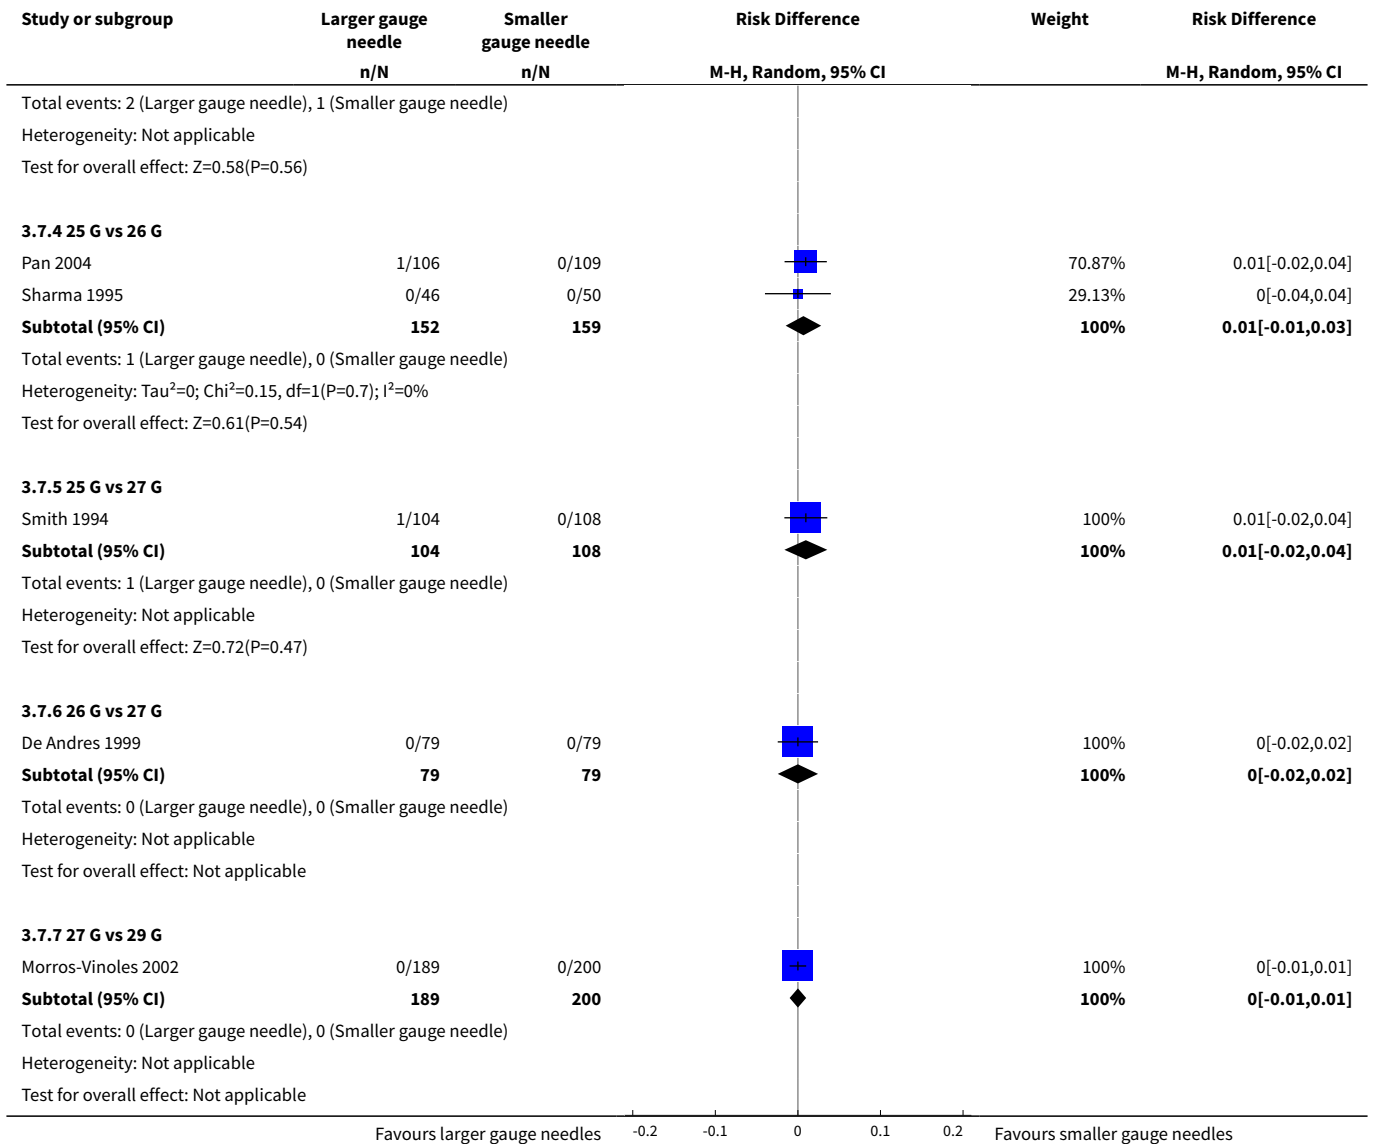 Study or subgroup Larger gauge needle Smaller gauge needle Risk Difference Weight Risk Difference
n/N n/N M-H, Random, 95% CI M-H, Random, 95% CI
Total events: 2 (Larger gauge needle), 1 (Smaller gauge needle)
Heterogeneity: Not applicable
Test for overall effect: Z=0.58(P=0.56)
3.7.4 25 G vs 26 G
Pan 2004 1/106 0/109 70.87% 0.01[-0.02,0.04]
Sharma 1995 0/46 0/50 29.13% 0[-0.04,0.04]
Subtotal (95% CI) 152 159 100% 0.01[-0.01,0.03]
Total events: 1 (Larger gauge needle), 0 (Smaller gauge needle)
Heterogeneity: Tau²=0; Chi²=0.15, df=1(P=0.7); I²=0%
Test for overall effect: Z=0.61(P=0.54)
3.7.5 25 G vs 27 G
Smith 1994 1/104 0/108 100% 0.01[-0.02,0.04]
Subtotal (95% CI) 104 108 100% 0.01[-0.02,0.04]
Total events: 1 (Larger gauge needle), 0 (Smaller gauge needle)
Heterogeneity: Not applicable
Test for overall effect: Z=0.72(P=0.47)
3.7.6 26 G vs 27 G
De Andres 1999 0/79 0/79 100% 0[-0.02,0.02]
Subtotal (95% CI) 79 79 100% 0[-0.02,0.02]
Total events: 0 (Larger gauge needle), 0 (Smaller gauge needle)
Heterogeneity: Not applicable
Test for overall effect: Not applicable
3.7.7 27 G vs 29 G
Morros-Vinoles 2002 0/189 0/200 100% 0[-0.01,0.01]
Subtotal (95% CI) 189 200 100% 0[-0.01,0.01]
Total events: 0 (Larger gauge needle), 0 (Smaller gauge needle)
Heterogeneity: Not applicable
Test for overall effect: Not applicable
Favours larger gauge needles -0.2 -0.1 0 0.1 0.2 Favours smaller gauge needles